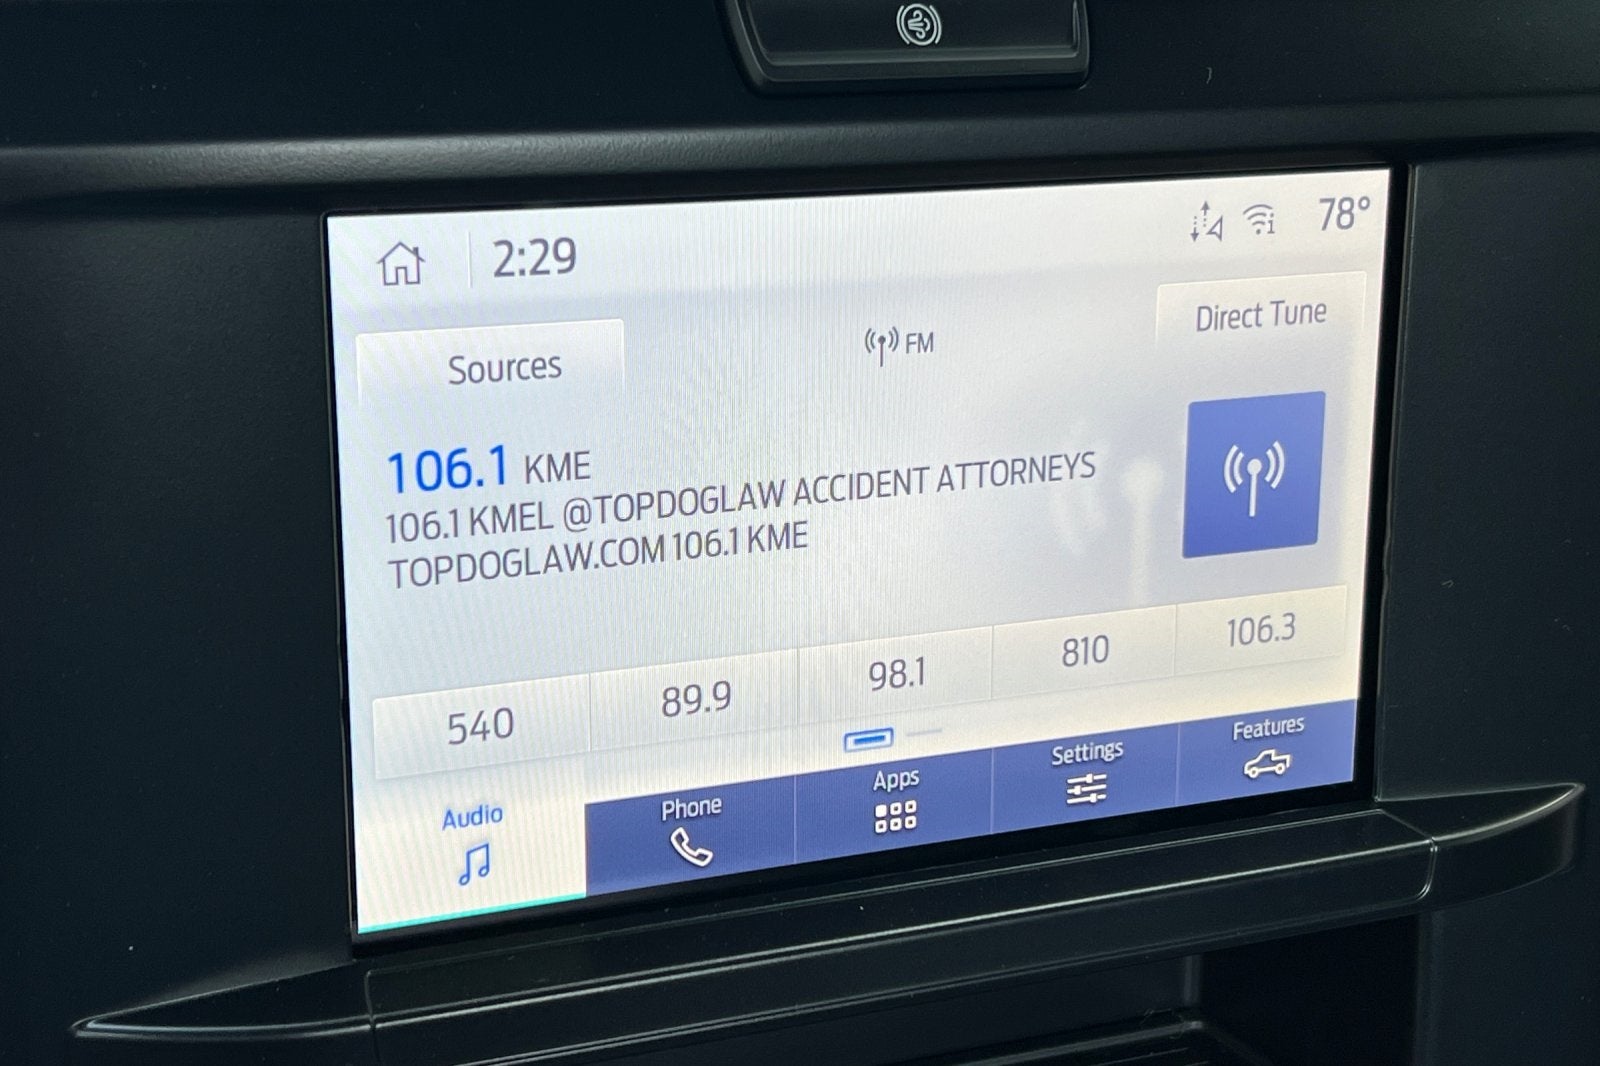 2:29
78°
Sources
FM
Direct Tune
106.1 KME
106.1 KMEL @TOPDOGLAW ACCIDENT ATTORNEYS
TOPDOGLAW.COM 106.1 KME
540 89.9 98.1 810 106.3
Audio Phone Apps Settings Features